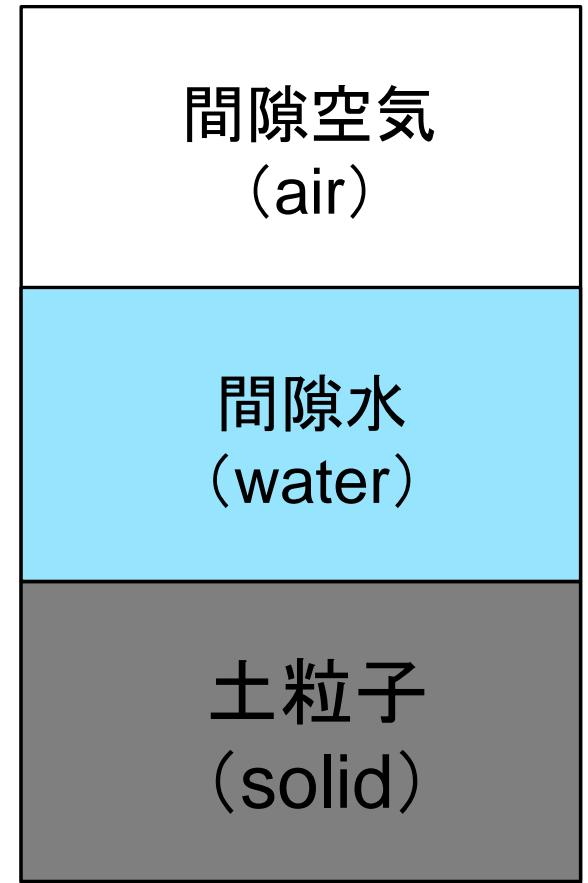 間隙空気
（air）
間隙水
（water）
土粒子
（solid）